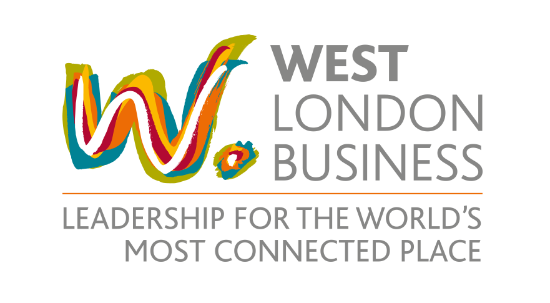 W.
WEST
LONDON
BUSINESS
LEADERSHIP FOR THE WORLD'S
MOST CONNECTED PLACE